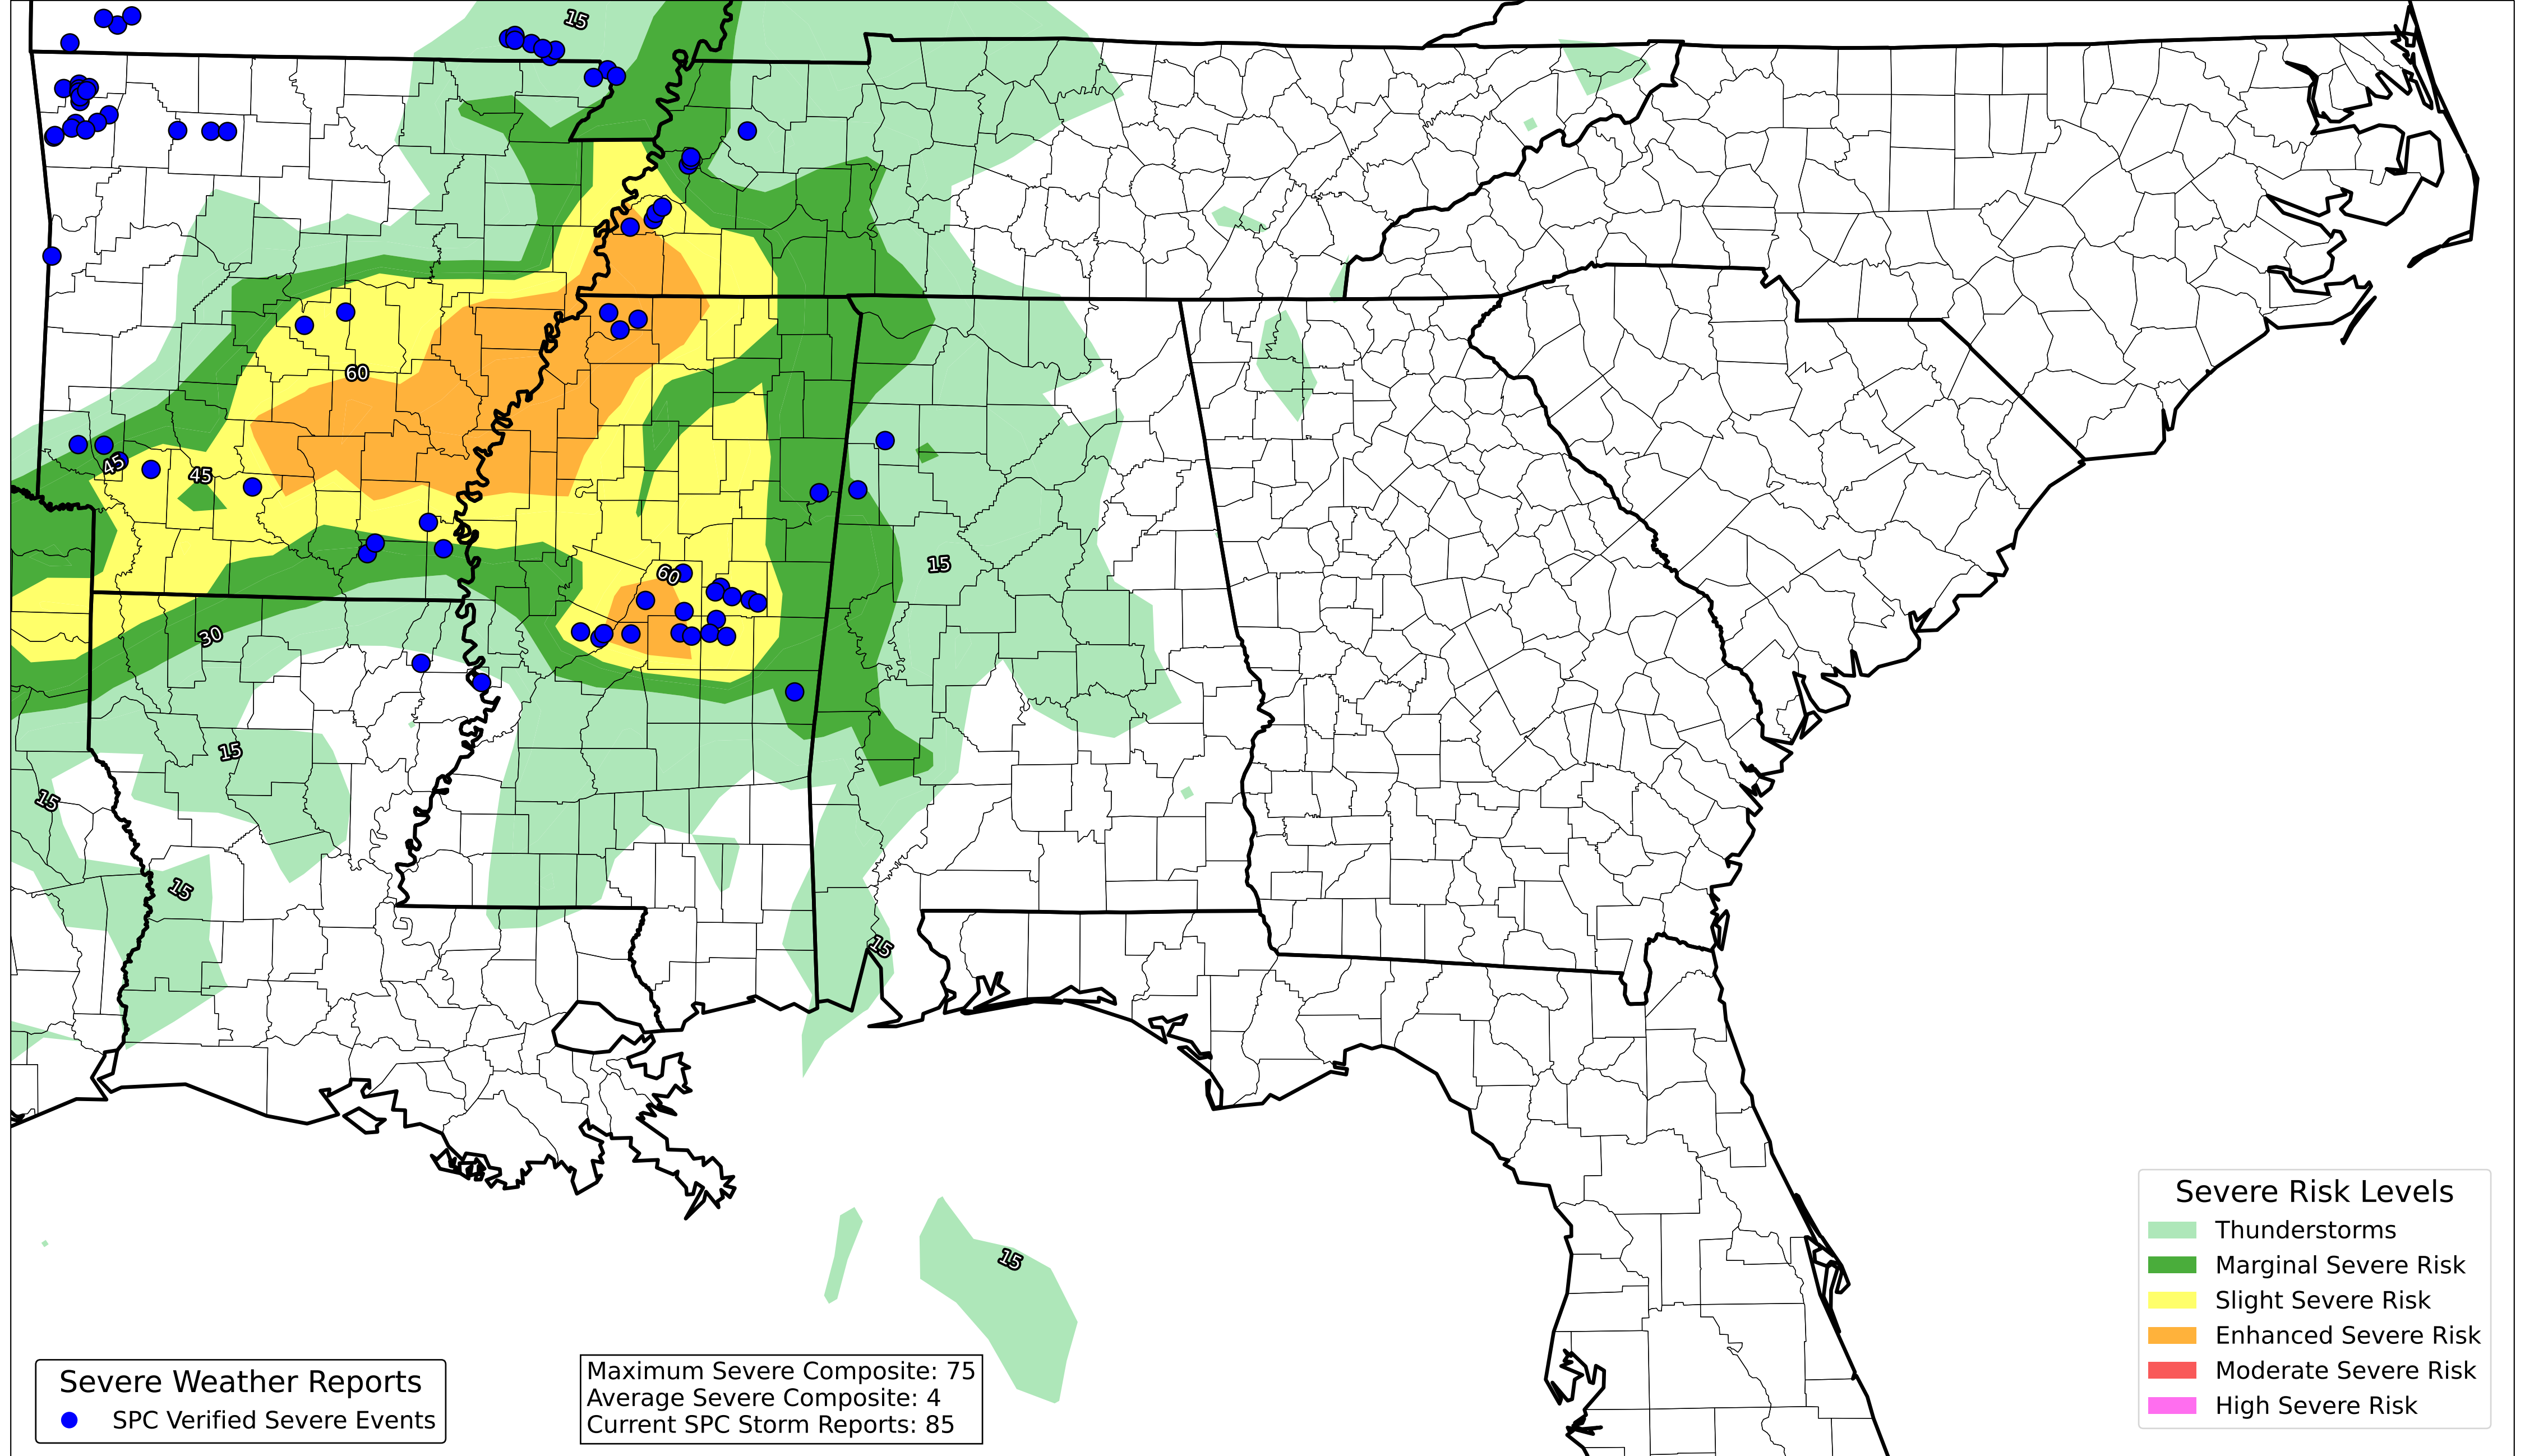 15
60
45
45
60
15
30
15
15
15
15
15
Severe Risk Levels
Thunderstorms
Marginal Severe Risk
Slight Severe Risk
Enhanced Severe Risk
Moderate Severe Risk
High Severe Risk
Severe Weather Reports
SPC Verified Severe Events
Maximum Severe Composite: 75
Average Severe Composite: 4
Current SPC Storm Reports: 85